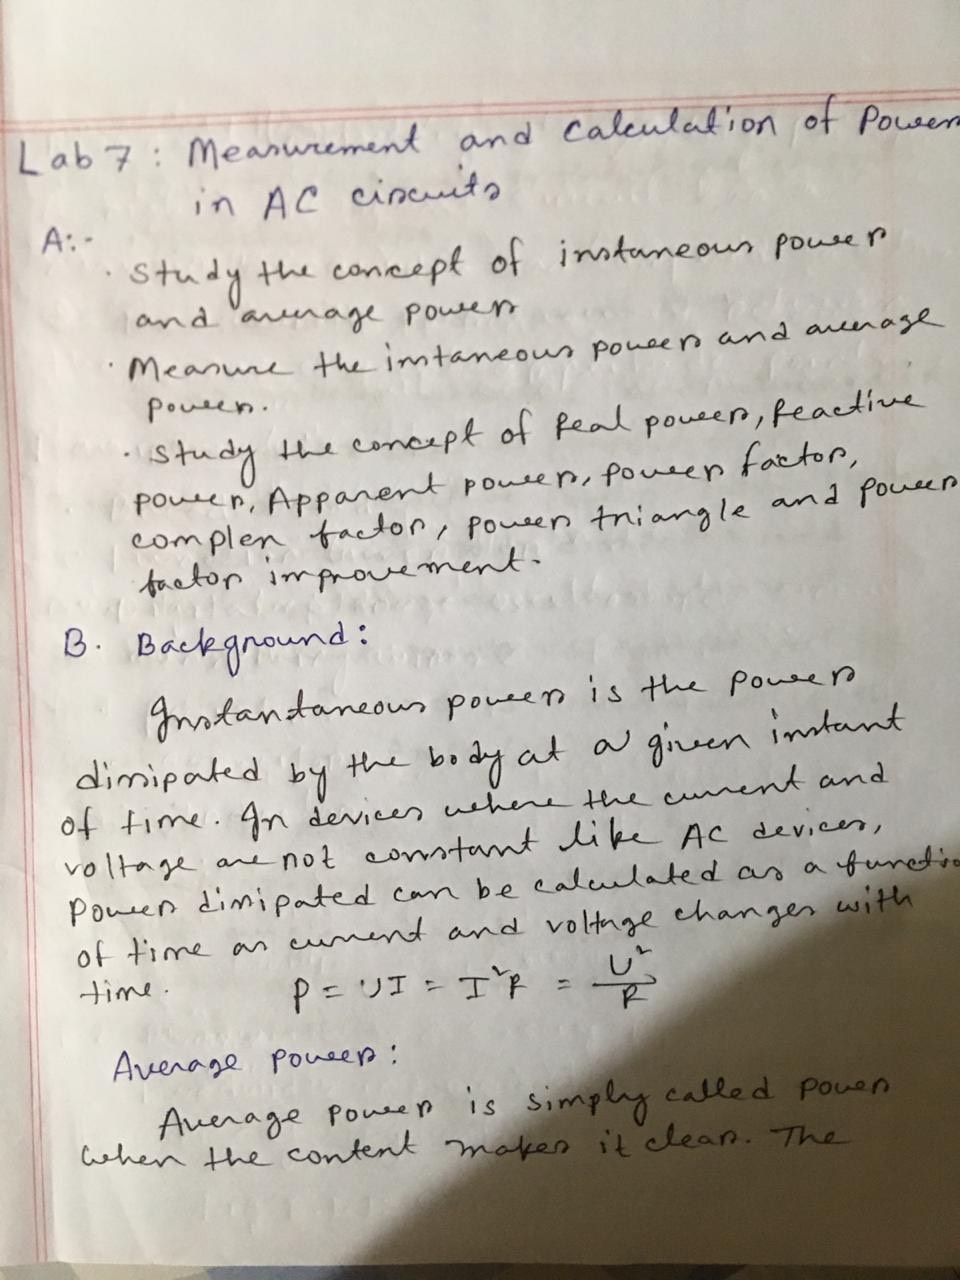 Lab 7 : Measurement and Calculation of Power
in AC circuits
A:-
· Study the concept of instaneous power
and average power
· Measure the instaneous power and average
power.
· study the concept of Real power, Reactive
power, Apparent power, power factor,
complex factor, power triangle and power
factor improvement.
B. Background:
Instantaneous power is the power
dissipated by the body at a given instant
of time. In devices where the current and
voltage are not constant like AC devices,
Power dissipated can be calculated as a functio
of time as current and voltage changes with
time. P = UI = I²R = U²/R
Average power:
Average power is simply called power
when the content makes it clear. The